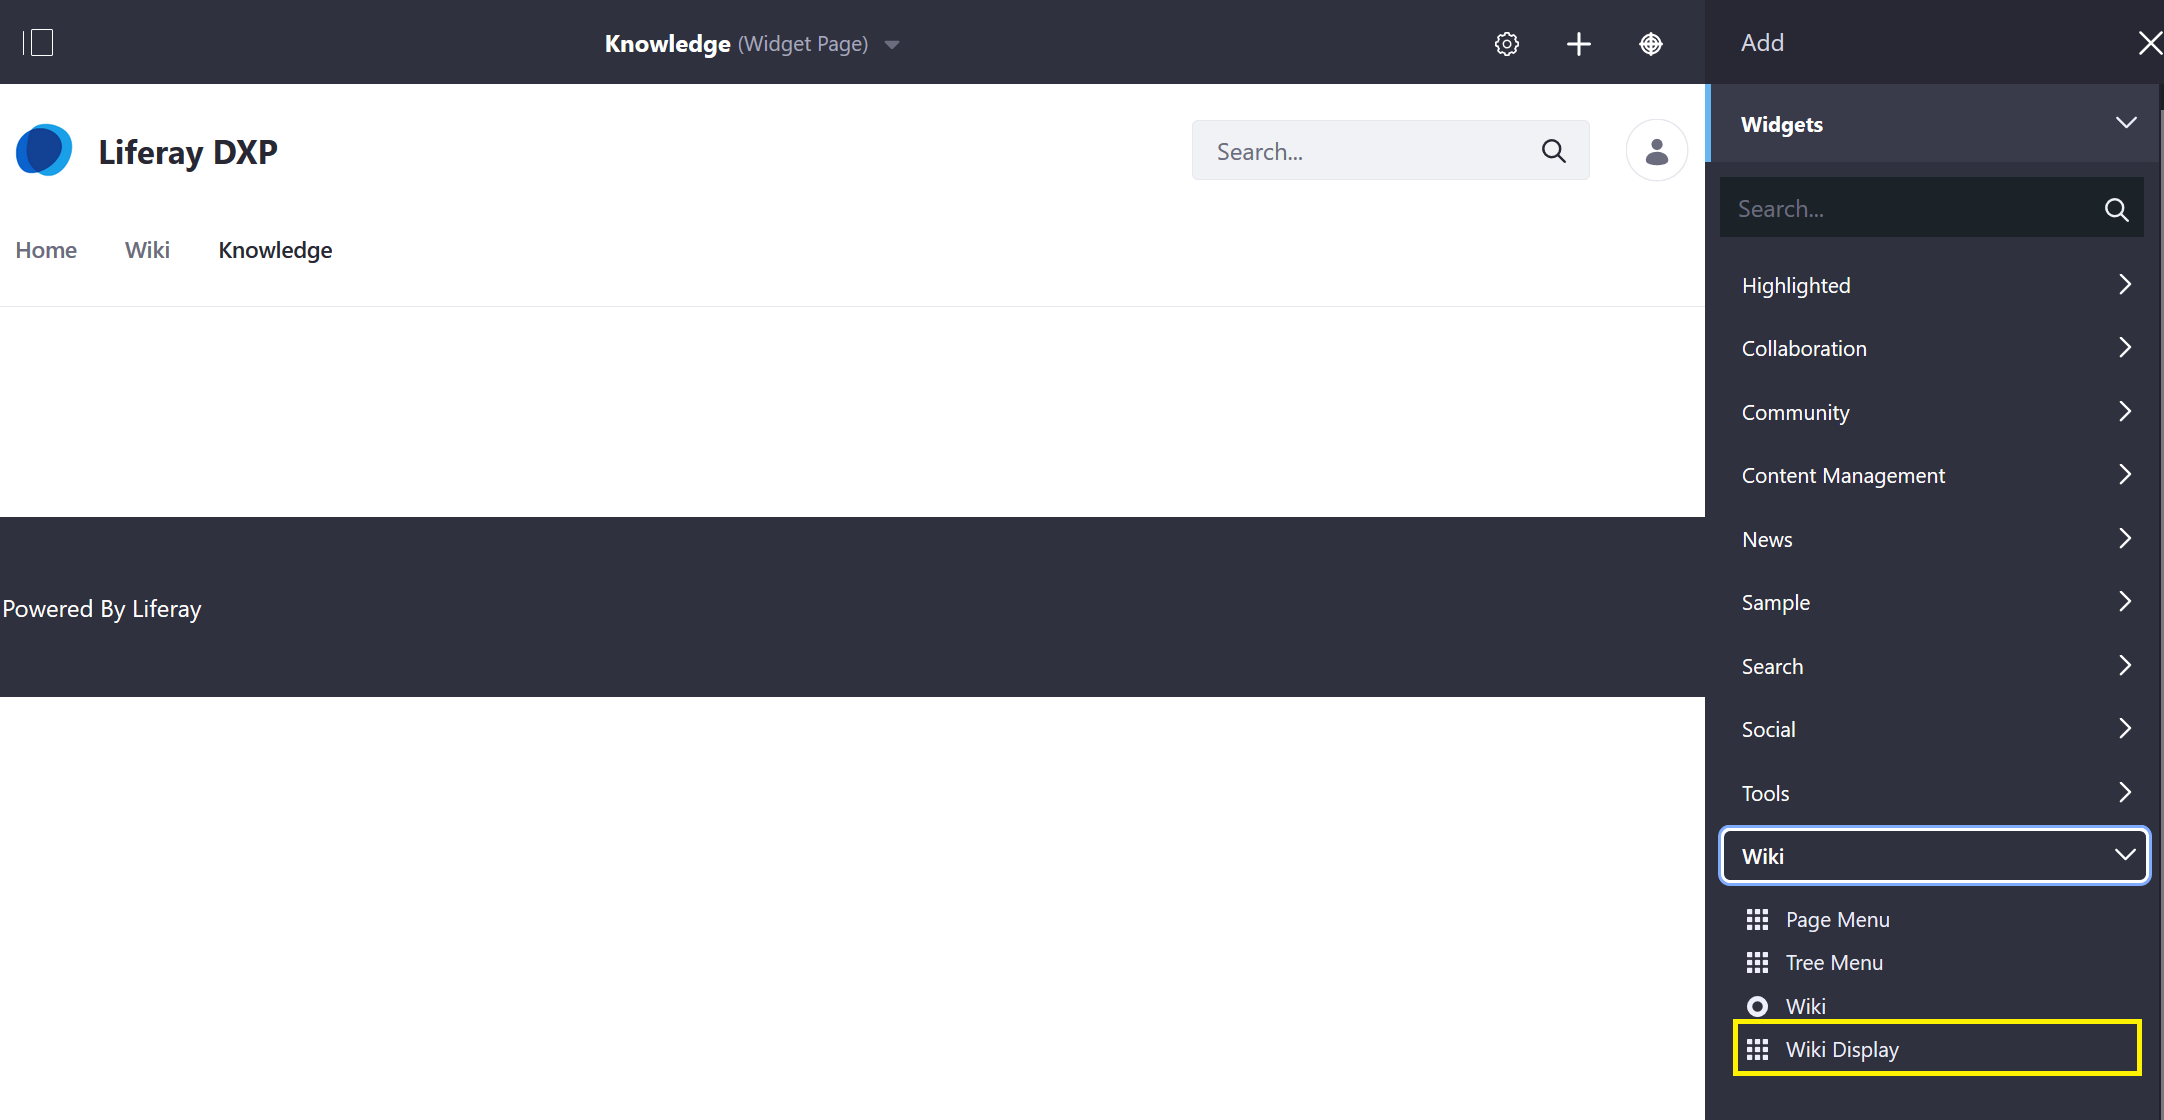 Knowledge (Widget Page)
Add
Liferay DXP
Search...
Widgets
Search...
Home Wiki Knowledge
Highlighted
Collaboration
Community
Content Management
News
Sample
Search
Social
Tools
Wiki
Page Menu
Tree Menu
Wiki
Wiki Display
Powered By Liferay